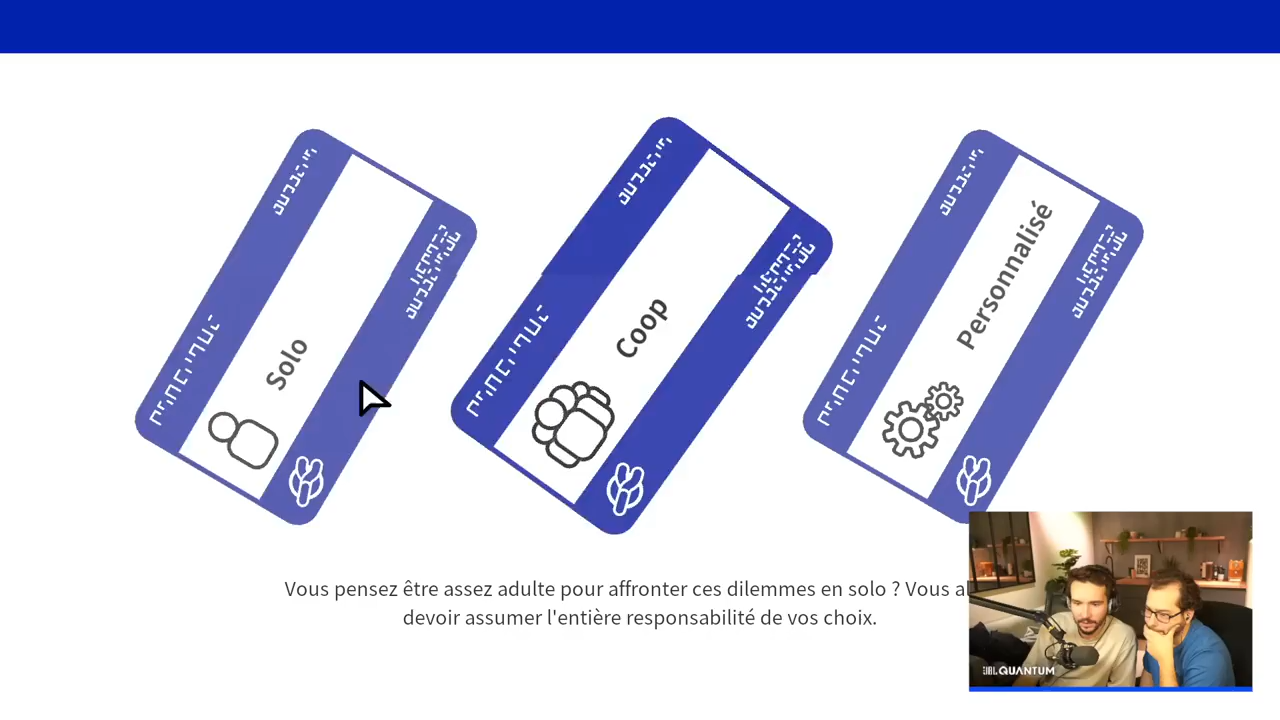 Solo
Coop
Personnalisé
Vous pensez être assez adulte pour affronter ces dilemmes en solo ? Vous
devoir assumer l'entière responsabilité de vos choix.
JBL QUANTUM